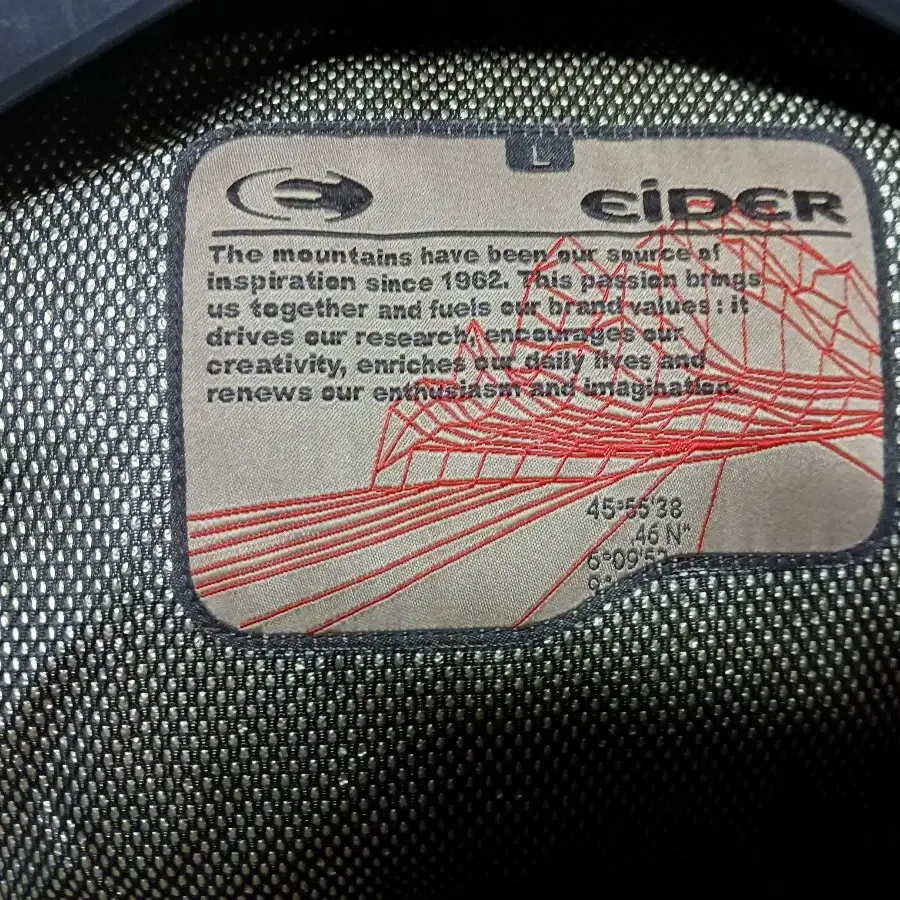 L
EiDER
The mountains have been our source of
inspiration since 1962. This passion brings
us together and fuels our brand values : it
drives our research, encourages our
creativity, enriches our daily lives and
renews our enthusiasm and imagination.
45°55'38
,46 N"